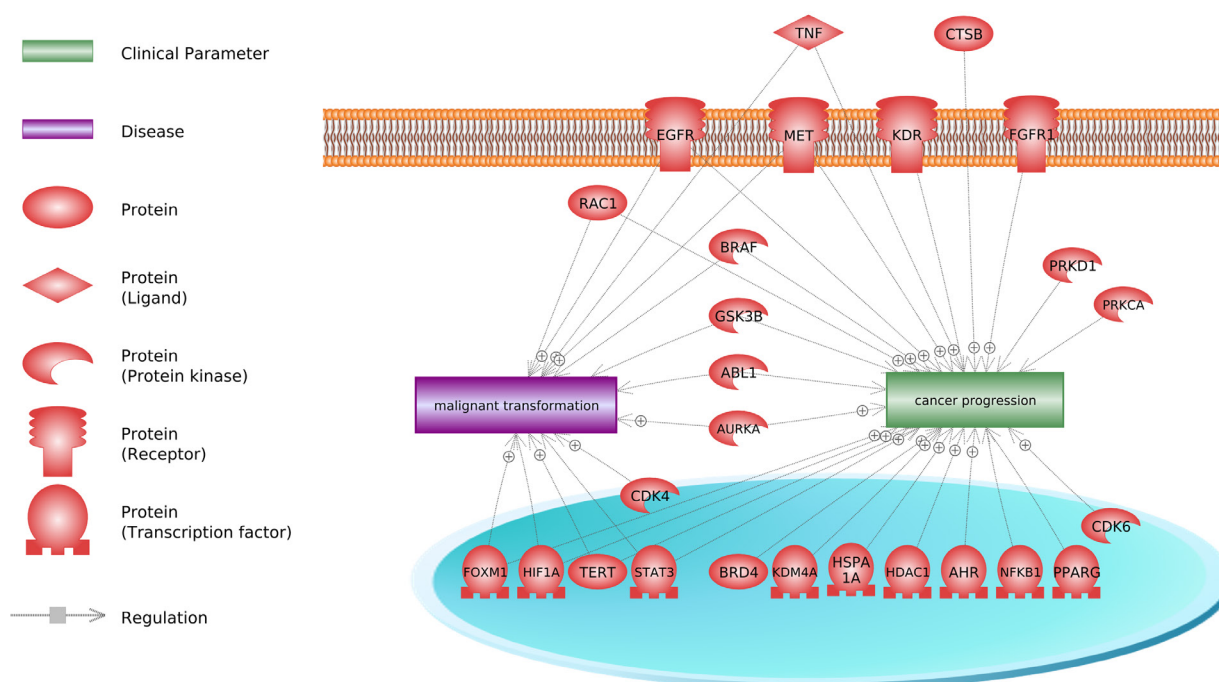 Clinical Parameter
Disease
Protein
Protein
(Ligand)
Protein
(Protein kinase)
Protein
(Receptor)
Protein
(Transcription factor)
Regulation
TNF
CTSB
EGFR
MET
KDR
FGFR1
RAC1
BRAF
PRKD1
PRKCA
GSK3B
ABL1
malignant transformation
cancer progression
AURKA
CDK4
CDK6
FOXM1
HIF1A
TERT
STAT3
BRD4
KDM4A
HSPA
1A
HDAC1
AHR
NFKB1
PPARG